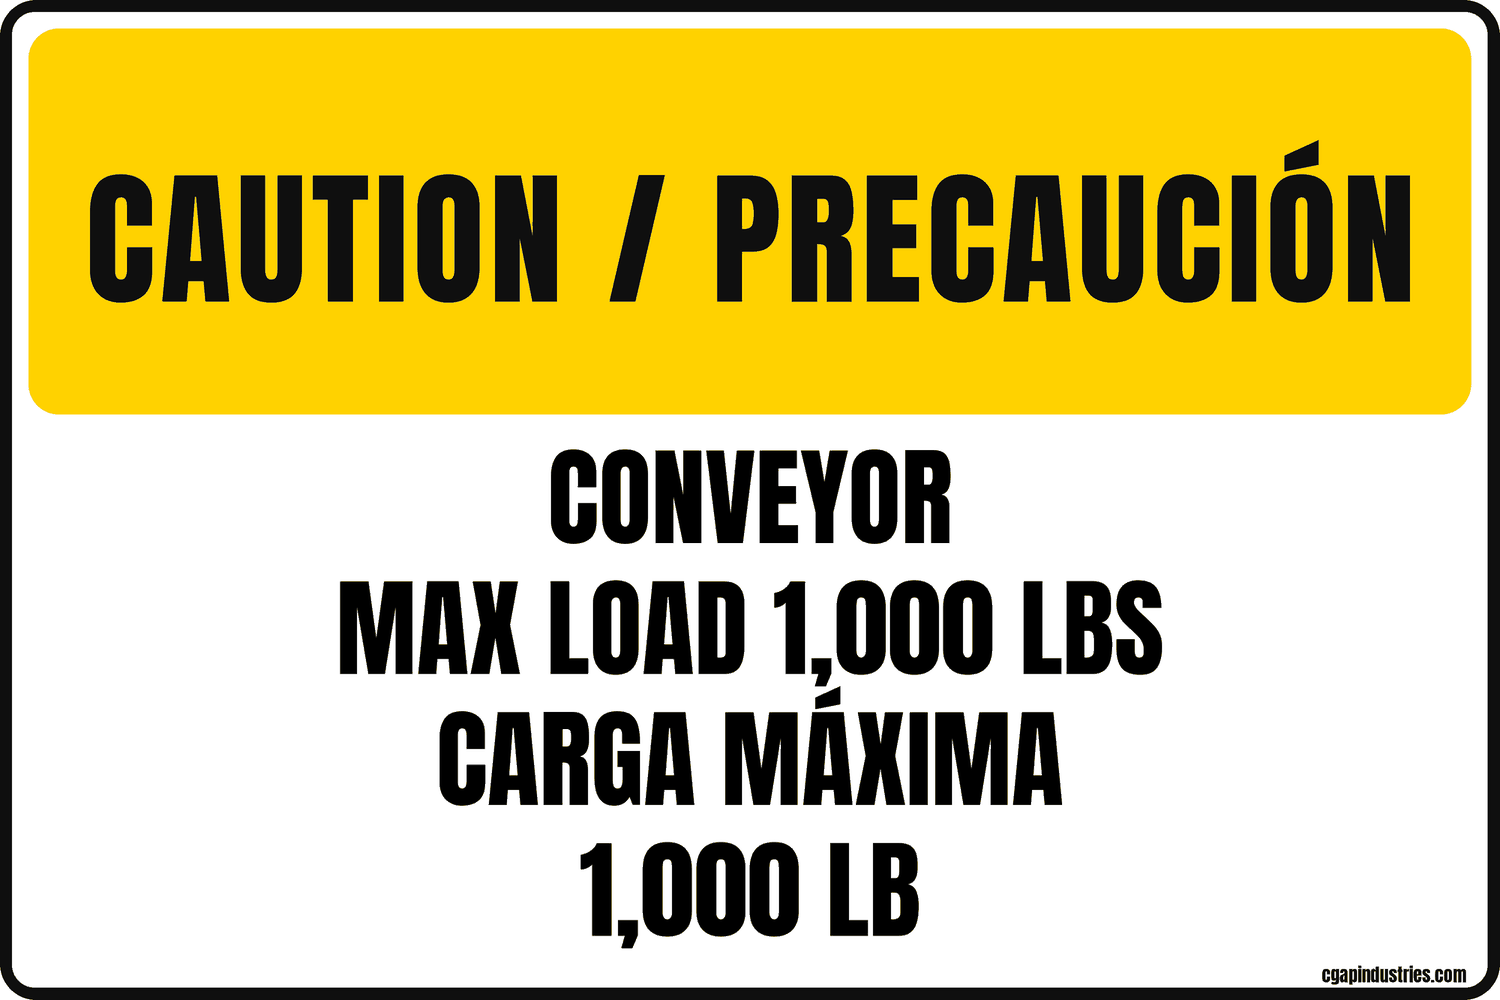 CAUTION / PRECAUCIÓN
CONVEYOR
MAX LOAD 1,000 LBS
CARGA MÁXIMA
1,000 LB
cgapindustries.com